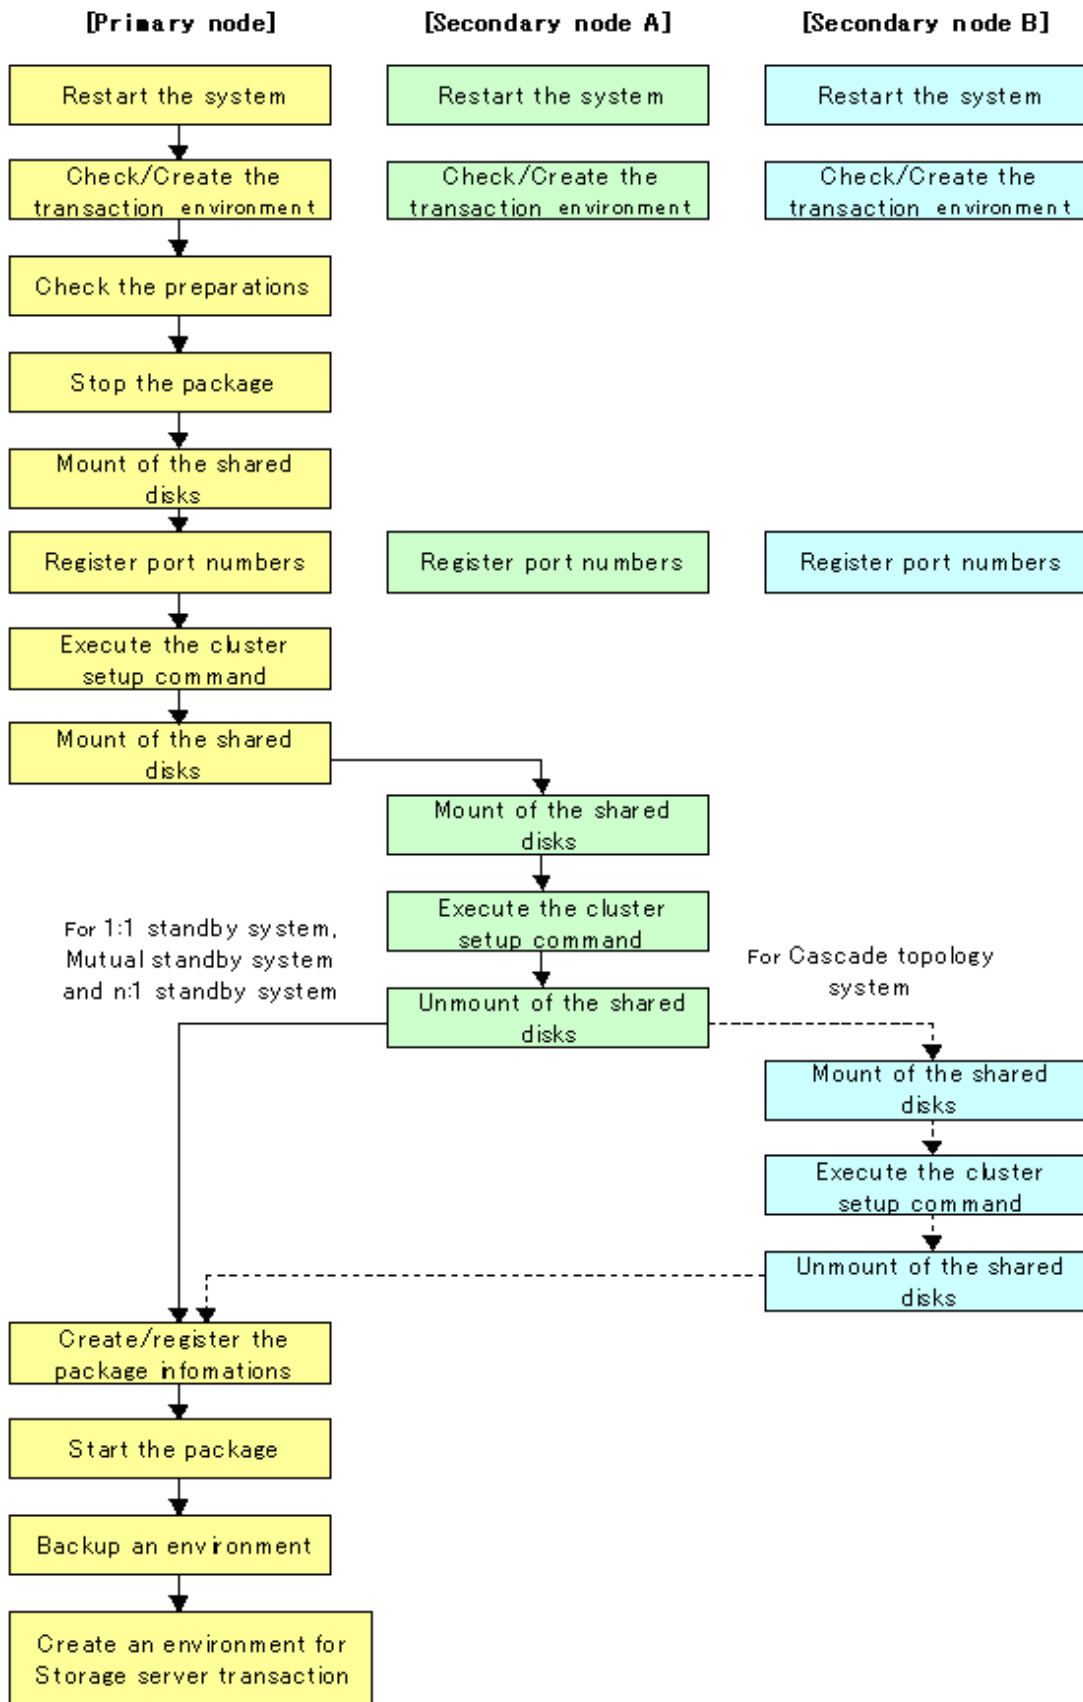 [Primary node] [Secondary node A] [Secondary node B]
Restart the system Restart the system Restart the system
Check/Create the Check/Create the Check/Create the
transaction environment transaction environment transaction environment
Check the preparations
Stop the package
Mount of the shared
disks
Register port numbers Register port numbers Register port numbers
Execute the cluster
setup command
Mount of the shared
disks
Mount of the shared
disks
Execute the cluster
setup command
For 1:1 standby system,
Mutual standby system
and n:1 standby system
For Cascade topology
system
Unmount of the shared
disks
Mount of the shared
disks
Execute the cluster
setup command
Unmount of the shared
disks
Create/register the
package infomations
Start the package
Backup an environment
Create an environment for
Storage server transaction